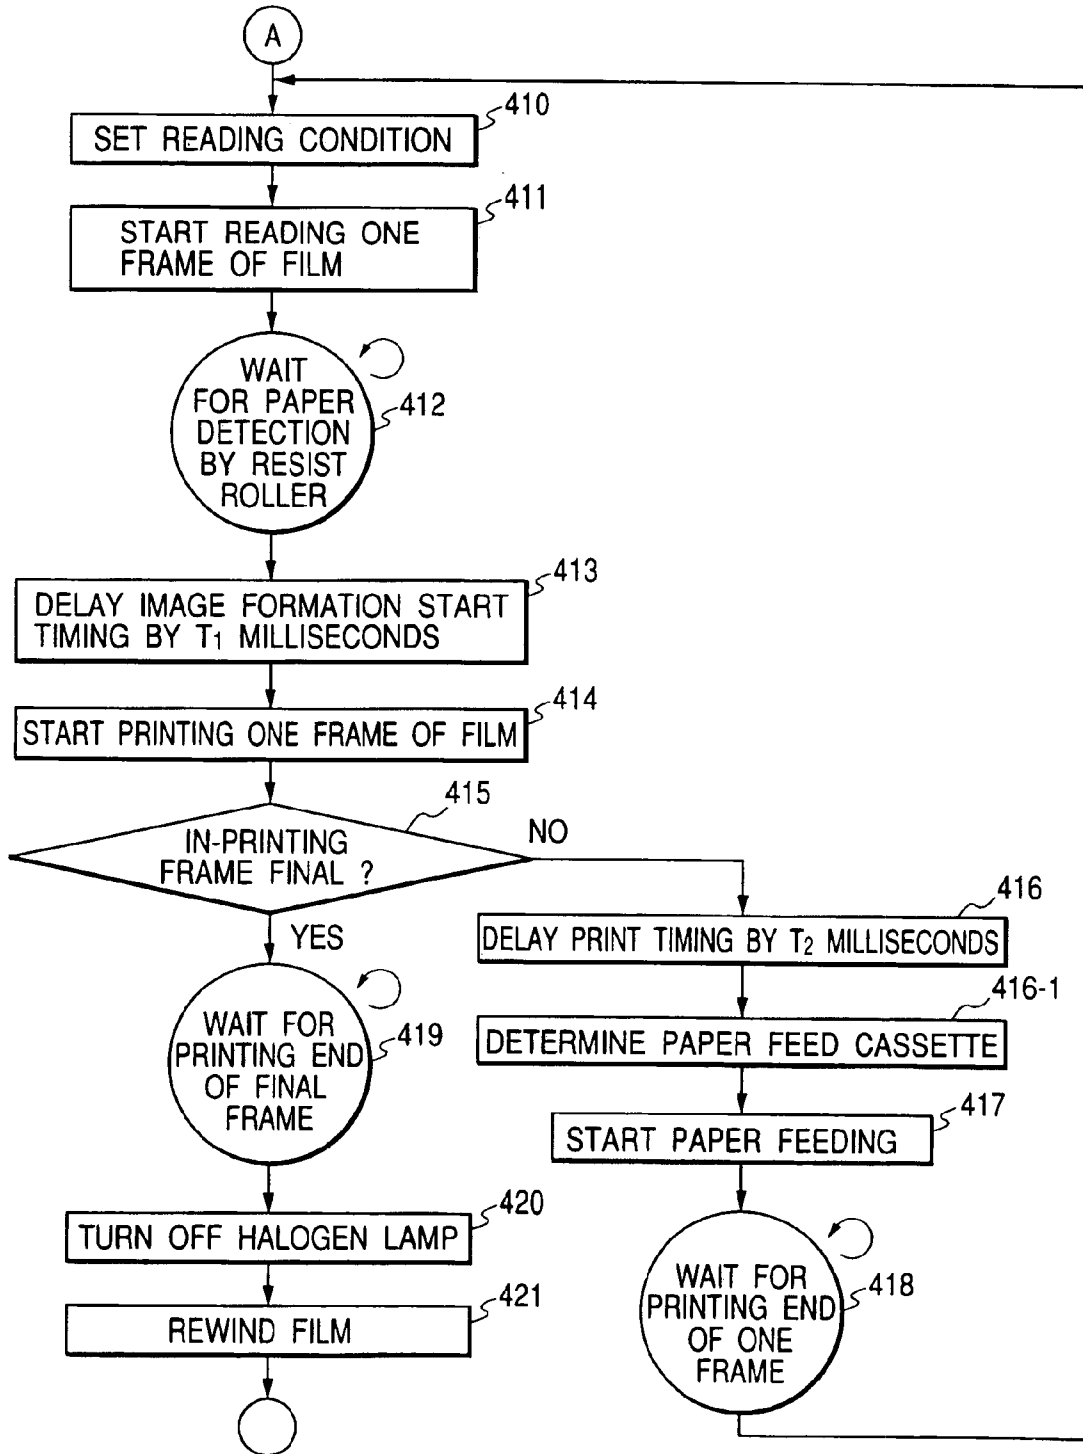 A
410
SET READING CONDITION
411
START READING ONE
FRAME OF FILM
WAIT
FOR PAPER
DETECTION
BY RESIST
ROLLER
412
413
DELAY IMAGE FORMATION START
TIMING BY T1 MILLISECONDS
414
START PRINTING ONE FRAME OF FILM
415
IN-PRINTING
FRAME FINAL ?
NO
YES
416
DELAY PRINT TIMING BY T2 MILLISECONDS
416-1
DETERMINE PAPER FEED CASSETTE
417
START PAPER FEEDING
WAIT FOR
PRINTING END
OF ONE
FRAME
418
WAIT FOR
PRINTING END
OF FINAL
FRAME
419
420
TURN OFF HALOGEN LAMP
421
REWIND FILM